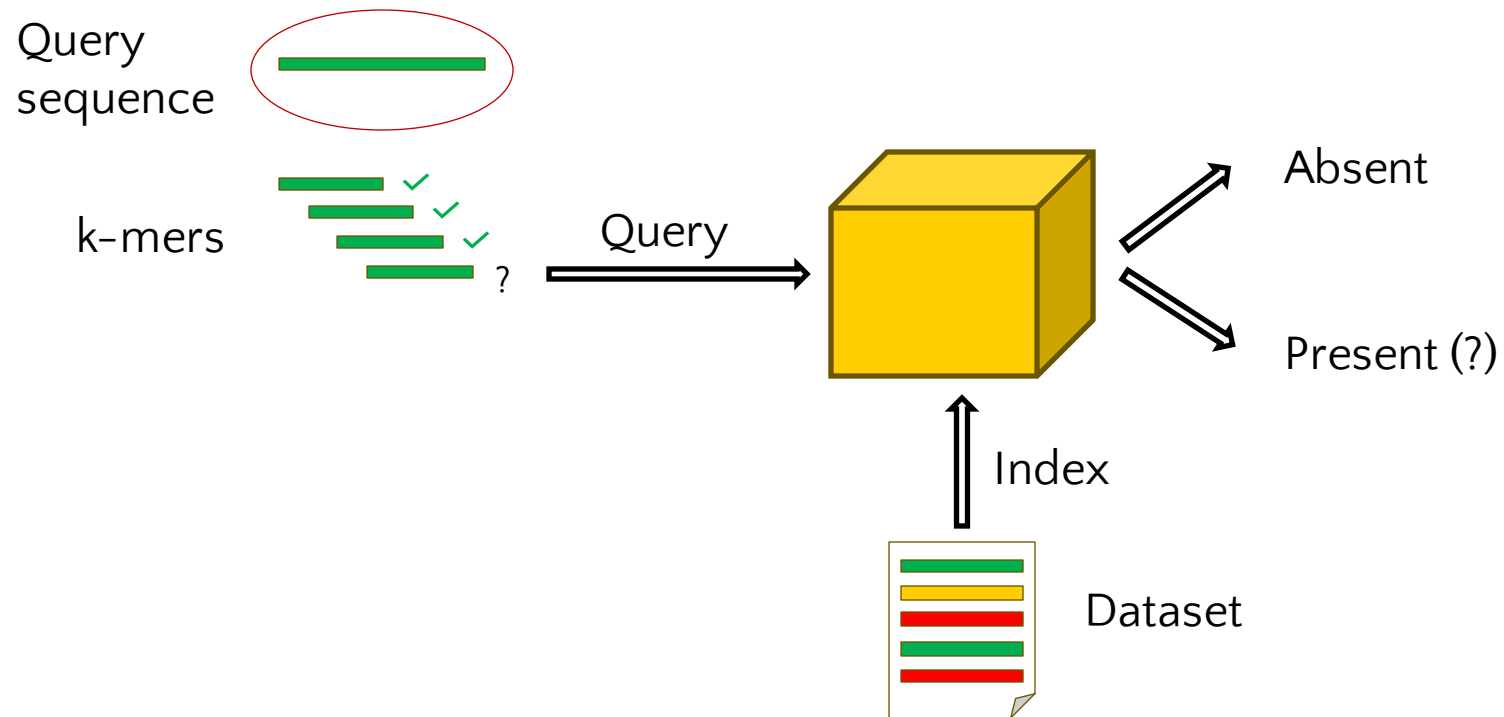 Query
sequence
k-mers
?
Query
Absent
Present (?)
Index
Dataset